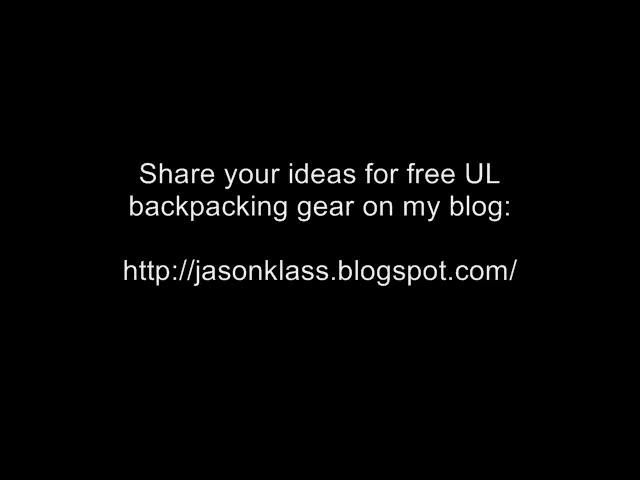 Share your ideas for free UL
backpacking gear on my blog:
http://jasonklass.blogspot.com/